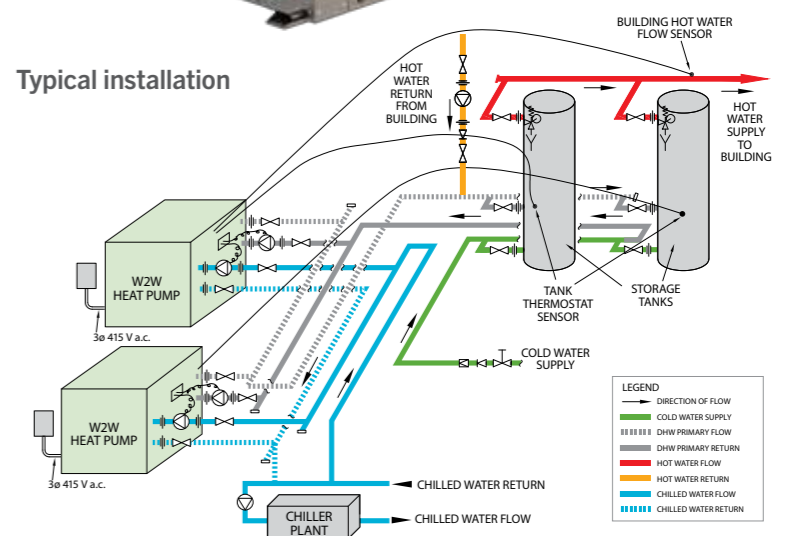 Typical installation
BUILDING HOT WATER
FLOW SENSOR
HOT
WATER
RETURN
FROM
BUILDING
HOT
WATER
SUPPLY
TO
BUILDING
W2W
HEAT PUMP
3ø 415 V a.c.
TANK
THERMOSTAT
SENSOR
STORAGE
TANKS
COLD WATER
SUPPLY
W2W
HEAT PUMP
3ø 415 V a.c.
CHILLED WATER RETURN
CHILLER
PLANT
CHILLED WATER FLOW
LEGEND
DIRECTION OF FLOW
COLD WATER SUPPLY
DHW PRIMARY FLOW
DHW PRIMARY RETURN
HOT WATER FLOW
HOT WATER RETURN
CHILLED WATER FLOW
CHILLED WATER RETURN